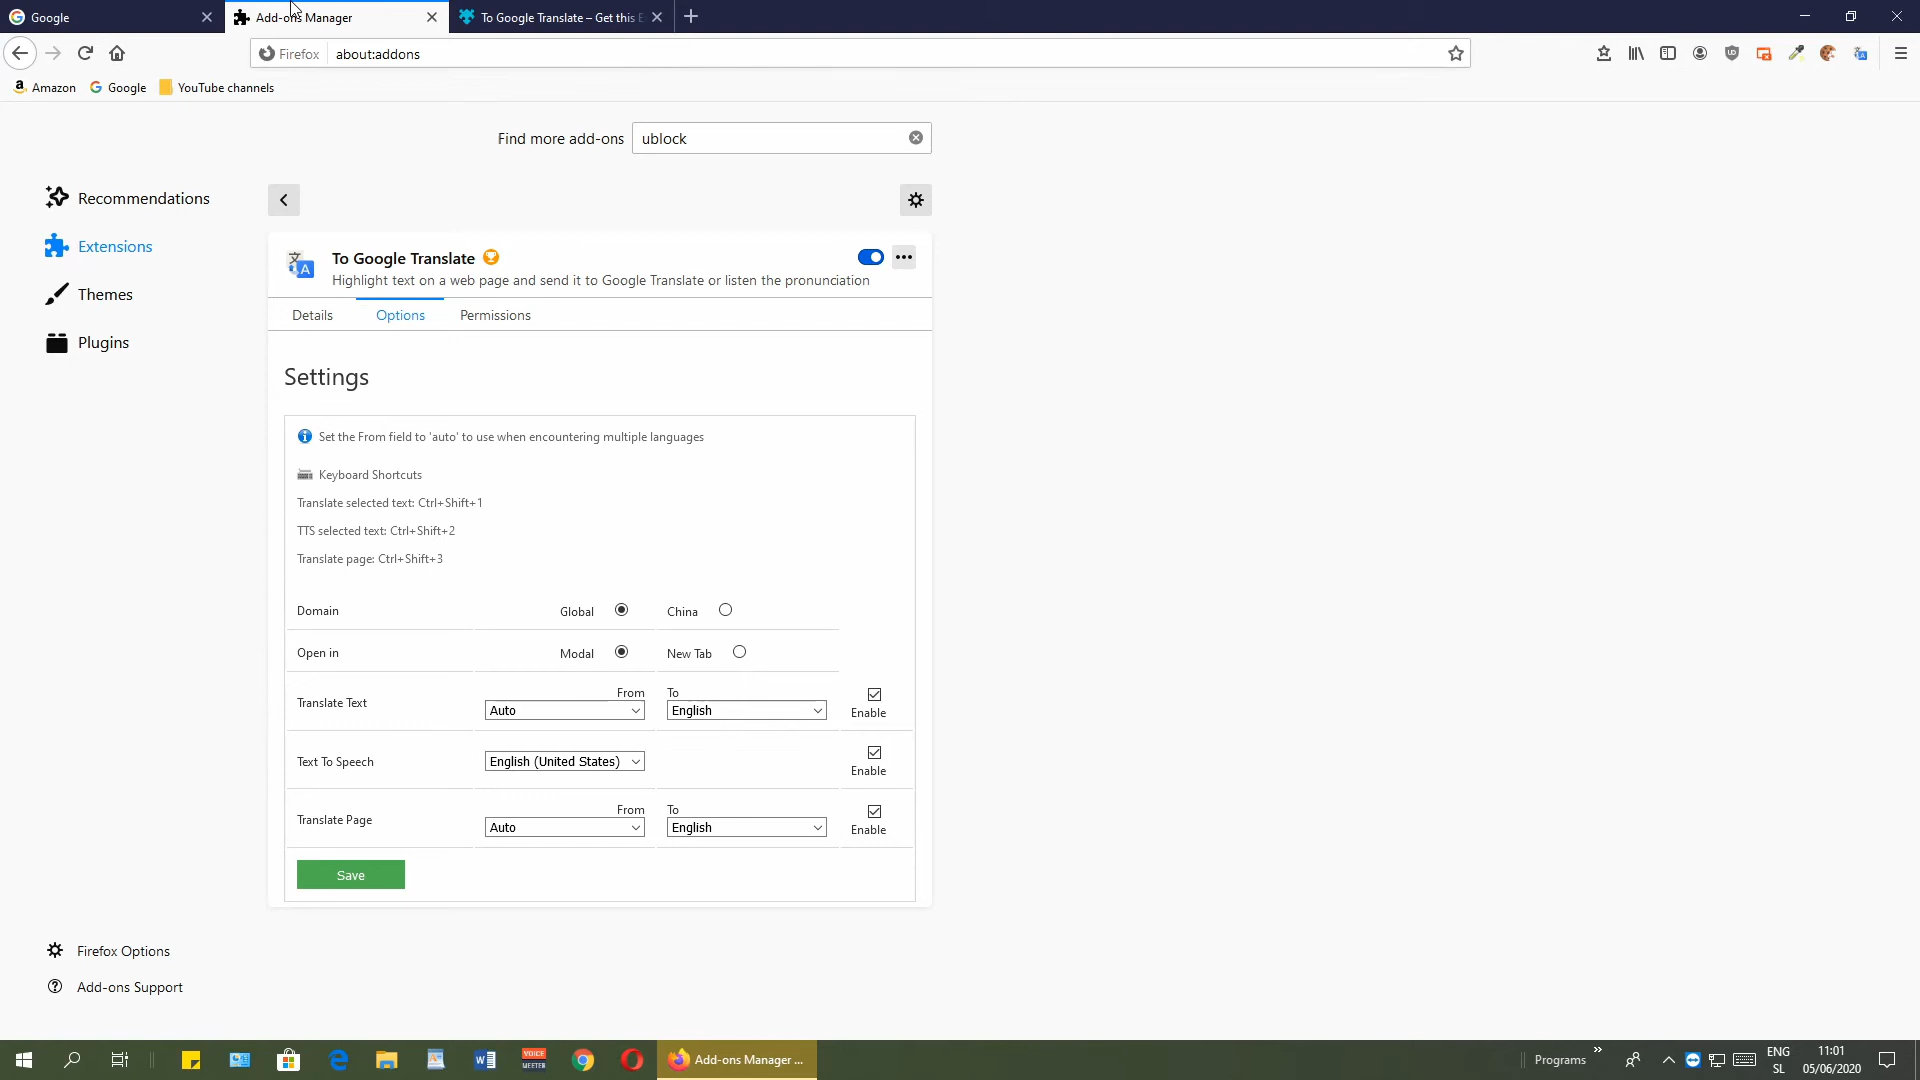 Google
Add-ons Manager
To Google Translate – Get this E
Firefox
about:addons
Amazon
Google
YouTube channels
Find more add-ons
ublock
Recommendations
Extensions
Themes
Plugins
To Google Translate
Highlight text on a web page and send it to Google Translate or listen the pronunciation
Details
Options
Permissions
Settings
Set the From field to 'auto' to use when encountering multiple languages
Keyboard Shortcuts
Translate selected text: Ctrl+Shift+1
TTS selected text: Ctrl+Shift+2
Translate page: Ctrl+Shift+3
Domain Global China
Open in Modal New Tab
From To
Translate Text Auto English Enable
Text To Speech English (United States) Enable
From To
Translate Page Auto English Enable
Save
Firefox Options
Add-ons Support
VOICE
MEETER
Add-ons Manager ...
Programs
ENG
SL
11:01
05/06/2020